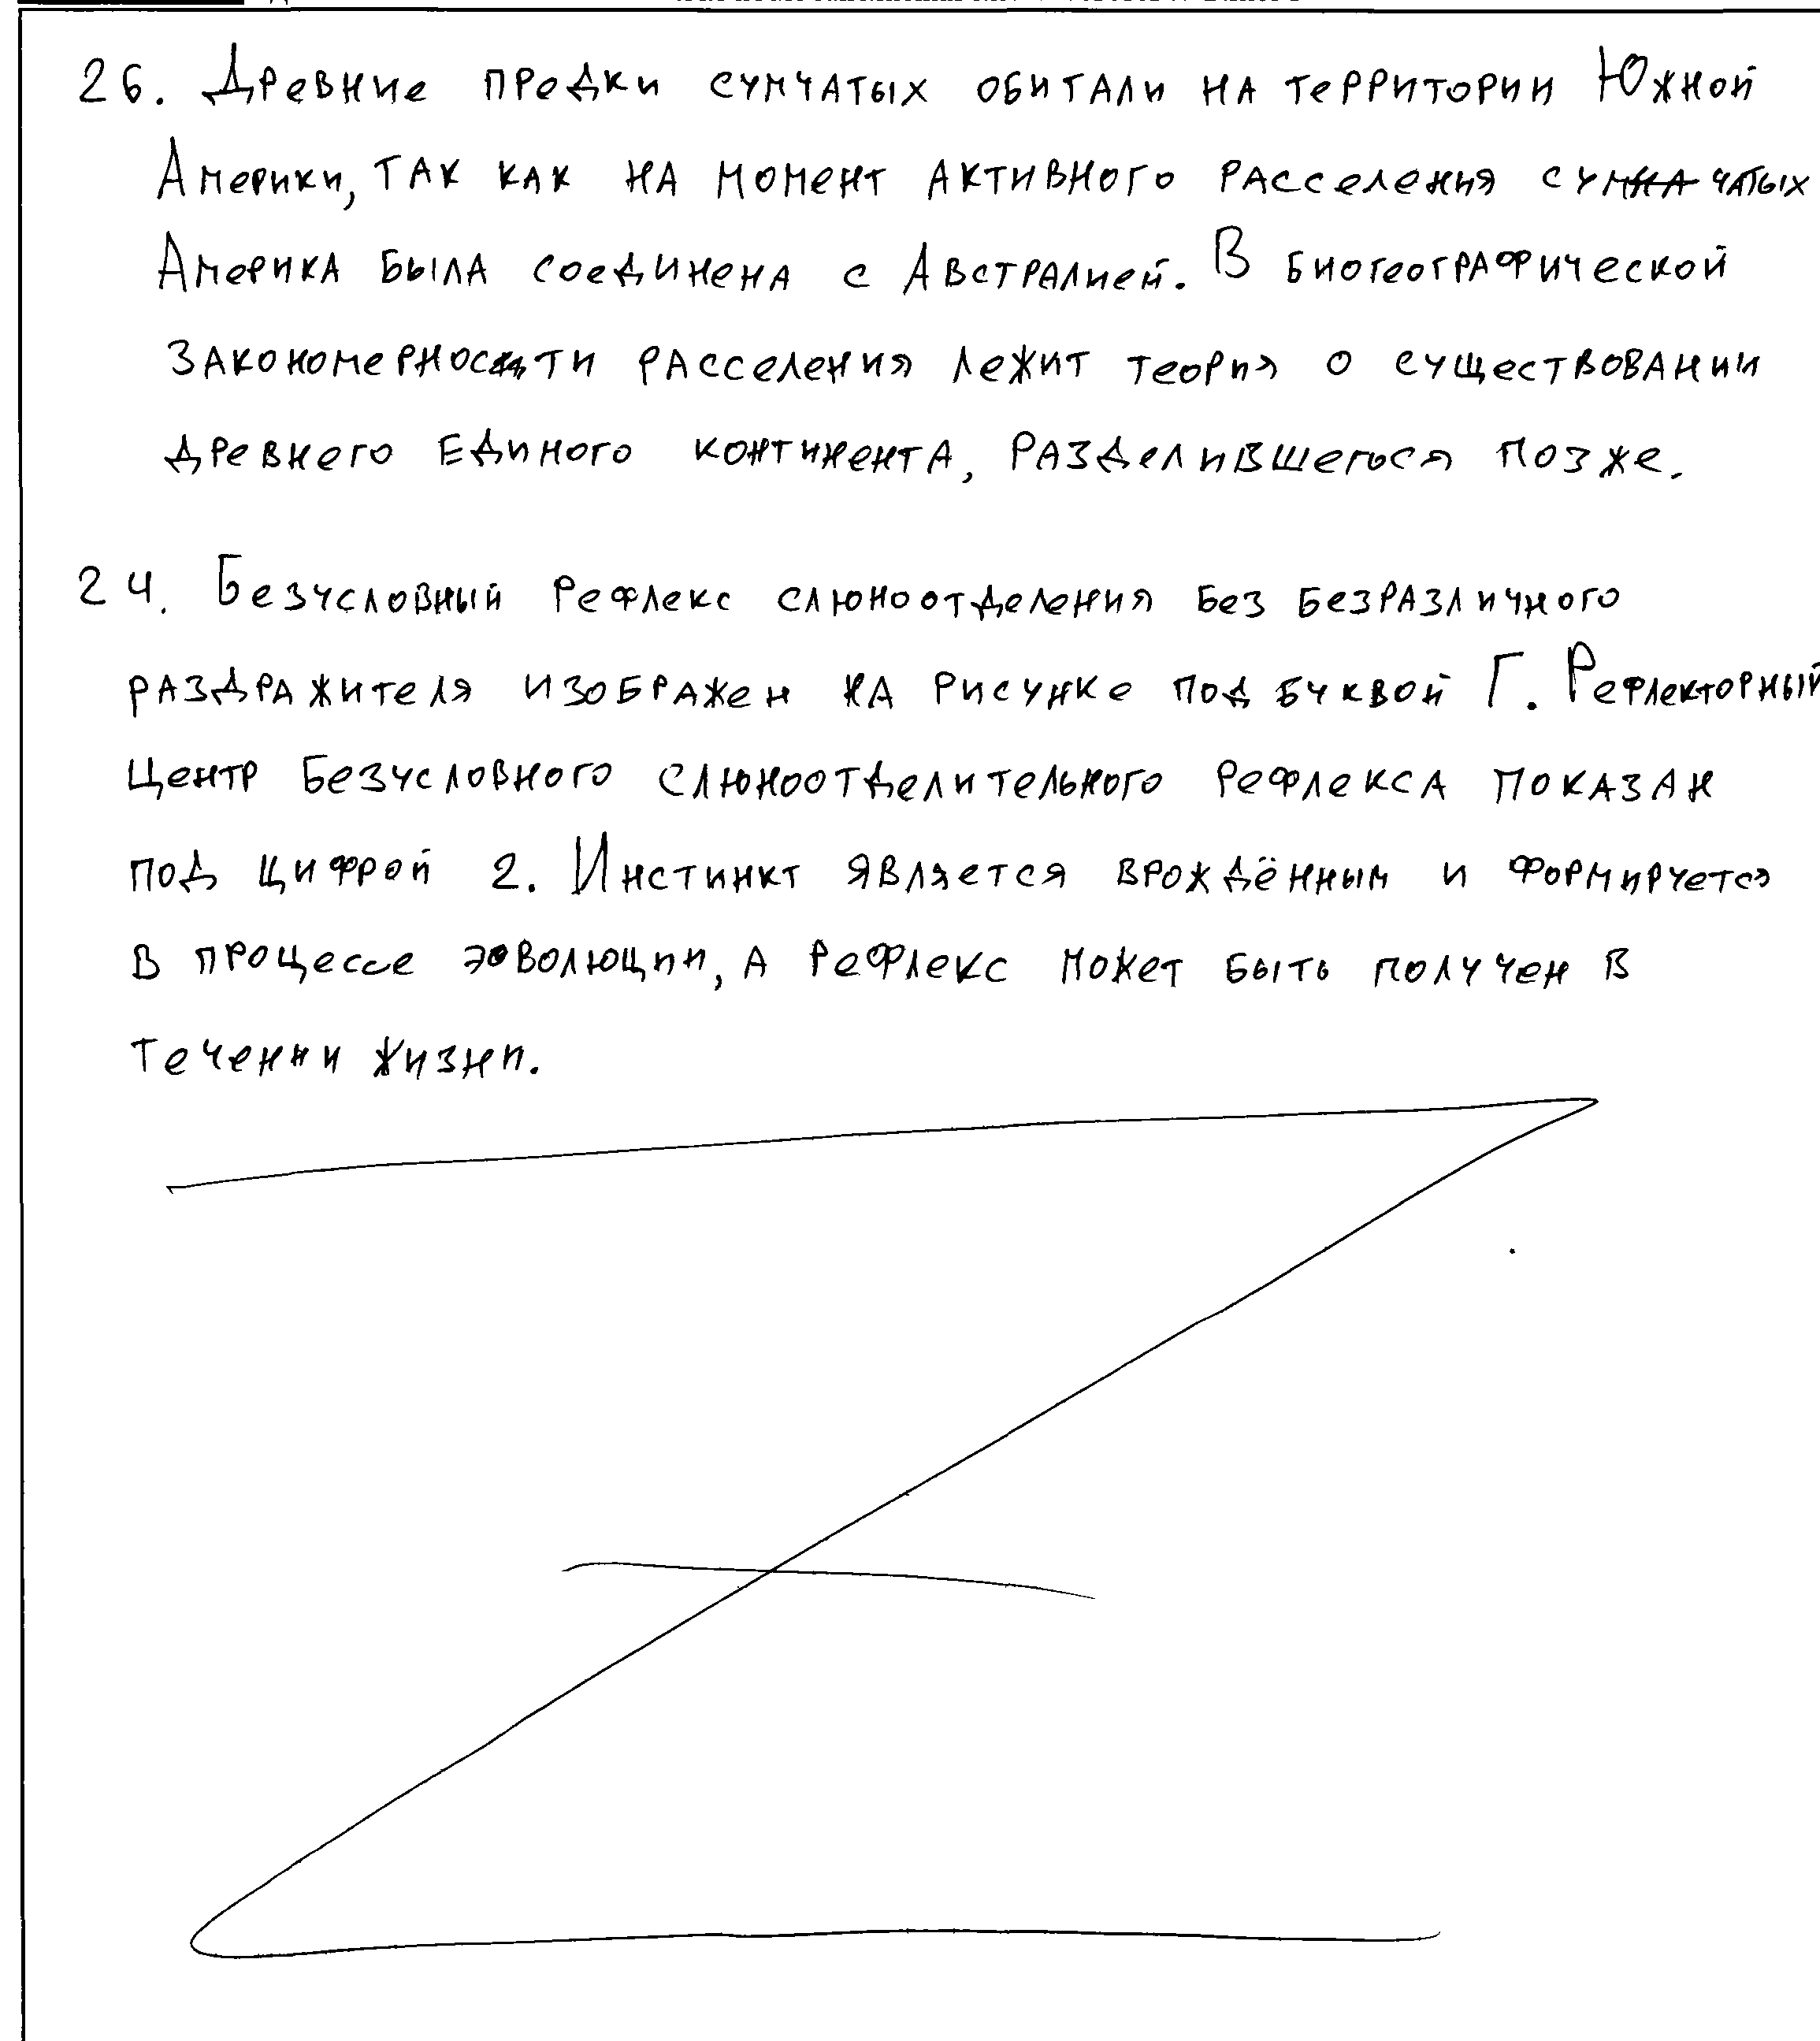 26. Древние предки сумчатых обитали на территории Южной
Америки, так как на момент активного расселения сумчатых
Америка была соединена с Австралией. В биогеографической
закономерности расселения лежит теория о существовании
древнего единого континента, разделившегося позже.
24. Безусловный рефлекс слюноотделения без безразличного
раздражителя изображен на рисунке под буквой Г. Рефлекторный
центр безусловного слюноотделительного рефлекса показан
под цифрой 2. Инстинкт является врождённым и формируется
в процессе эволюции, а рефлекс может быть получен в
течении жизни.